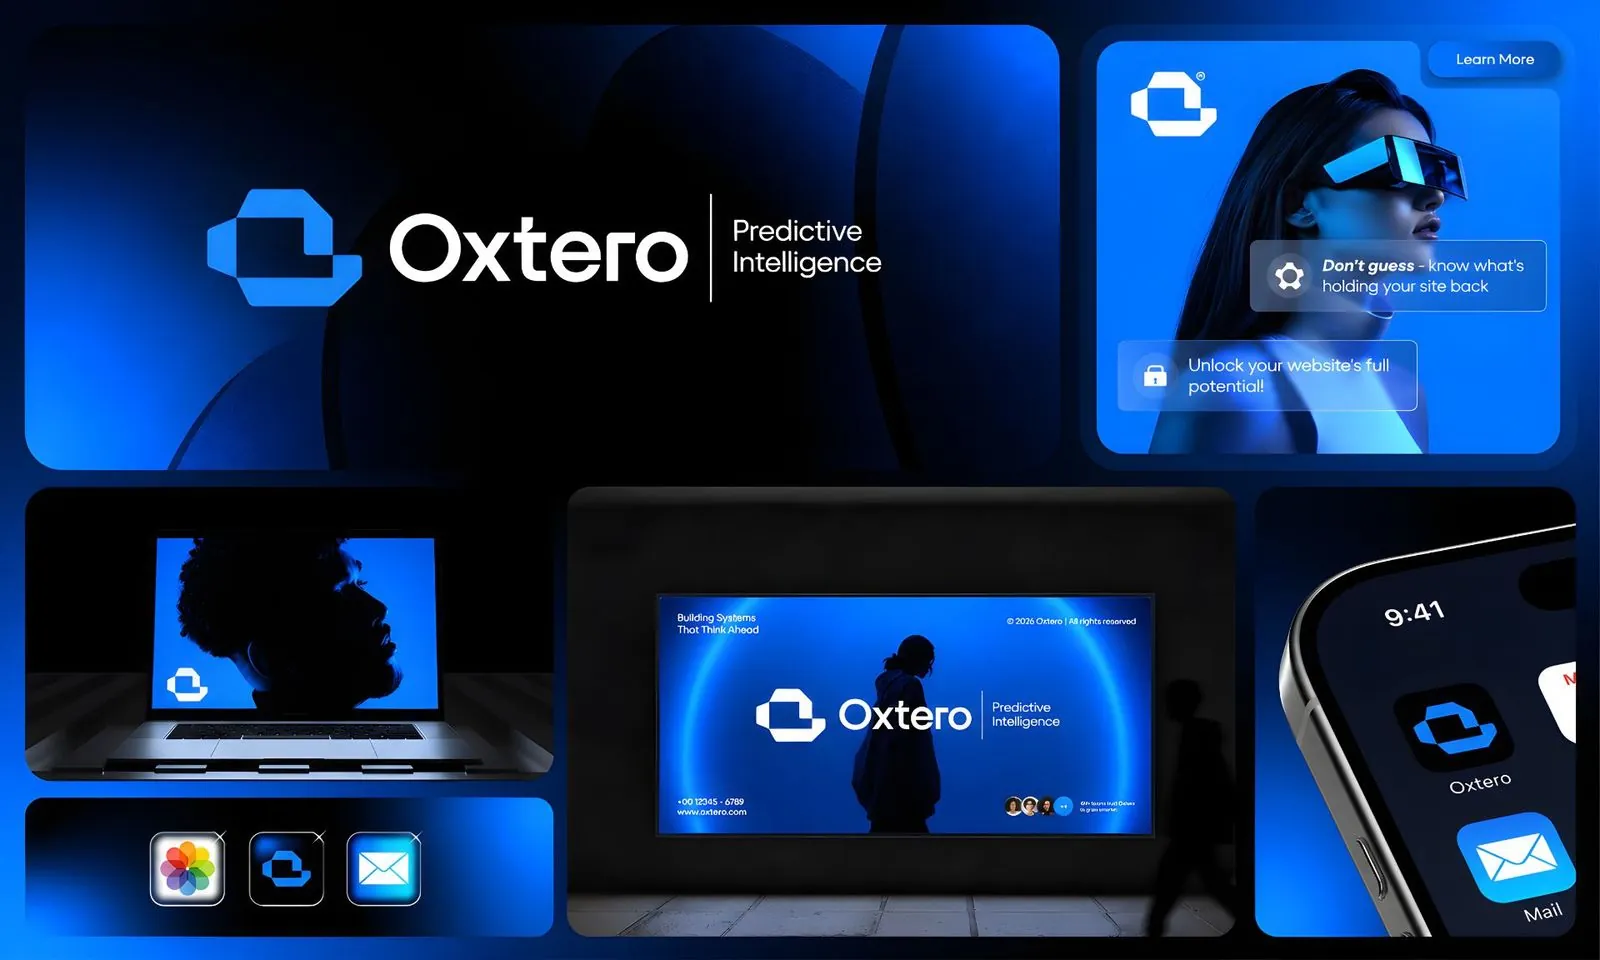 Oxtero
Predictive
Intelligence
Learn More
®
Don't guess - know what's
holding your site back
Unlock your website's full
potential!
Building Systems
That Think Ahead
© 2026 Oxtero | All rights reserved
Oxtero
Predictive
Intelligence
+00 12345 - 6789
www.oxtero.com
9:41
Oxtero
Mail